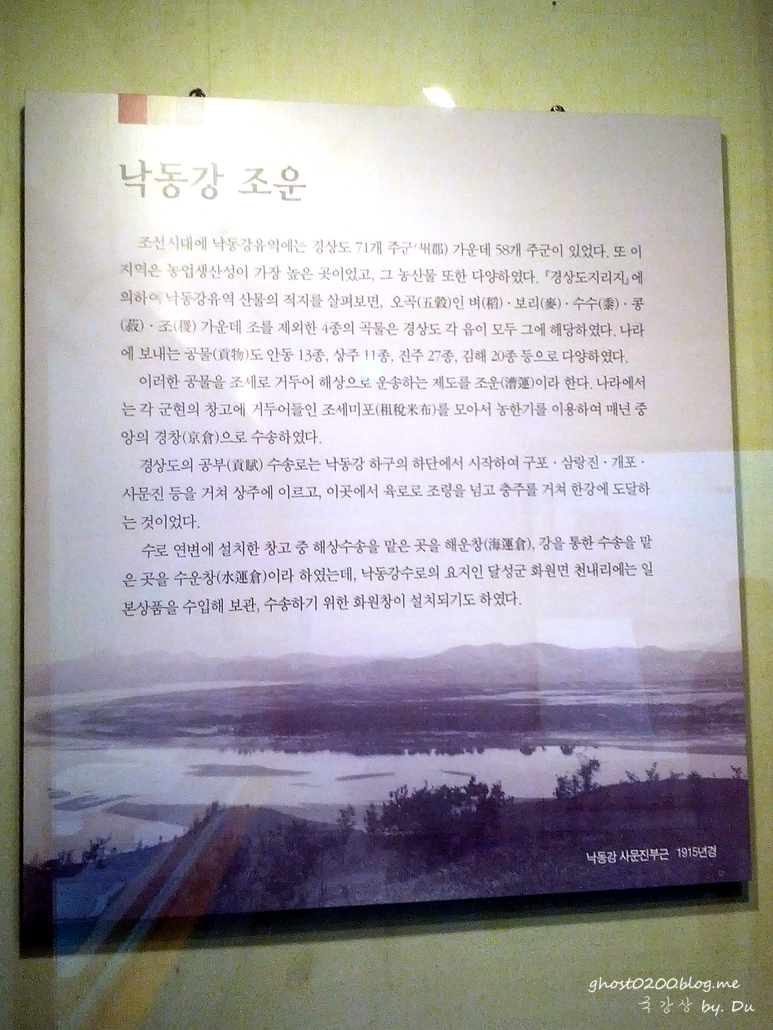 낙동강 조운
조선시대에 낙동강유역에는 경상도 71개 주군(州郡) 가운데 58개 주군이 있었다. 또 이
지역은 농업생산성이 가장 높은 곳이었고, 그 농산물 또한 다양하였다. 『경상도지리지』에
의하여 낙동강유역 산물의 적지를 살펴보면, 오곡(五穀)인 벼(稻)·보리(麥)·수수(黍)·콩
(菽)·조(稷) 가운데 조를 제외한 4종의 곡물은 경상도 각 읍이 모두 그에 해당하였다. 나라
에 보내는 공물(貢物)도 안동 13종, 상주 11종, 진주 27종, 김해 20종 등으로 다양하였다.
이러한 공물을 조세로 거두어 해상으로 운송하는 제도를 조운(漕運)이라 한다. 나라에서
는 각 군현의 창고에 거두어들인 조세미포(租稅米布)를 모아서 농한기를 이용하여 매년 중
앙의 경창(京倉)으로 수송하였다.
경상도의 공부(貢賦) 수송로는 낙동강 하구의 하단에서 시작하여 구포·삼랑진·개포·
사문진 등을 거쳐 상주에 이르고, 이곳에서 육로로 조령을 넘고 충주를 거쳐 한강에 도달하
는 것이었다.
수로 연변에 설치한 창고 중 해상수송을 맡은 곳을 해운창(海運倉), 강을 통한 수송을 맡
은 곳을 수운창(水運倉)이라 하였는데, 낙동강수로의 요지인 달성군 화원면 천내리에는 일
본상품을 수입해 보관, 수송하기 위한 화원창이 설치되기도 하였다.
낙동강 사문진부근 1915년경
ghost0200.blog.me
국강상 by. Du